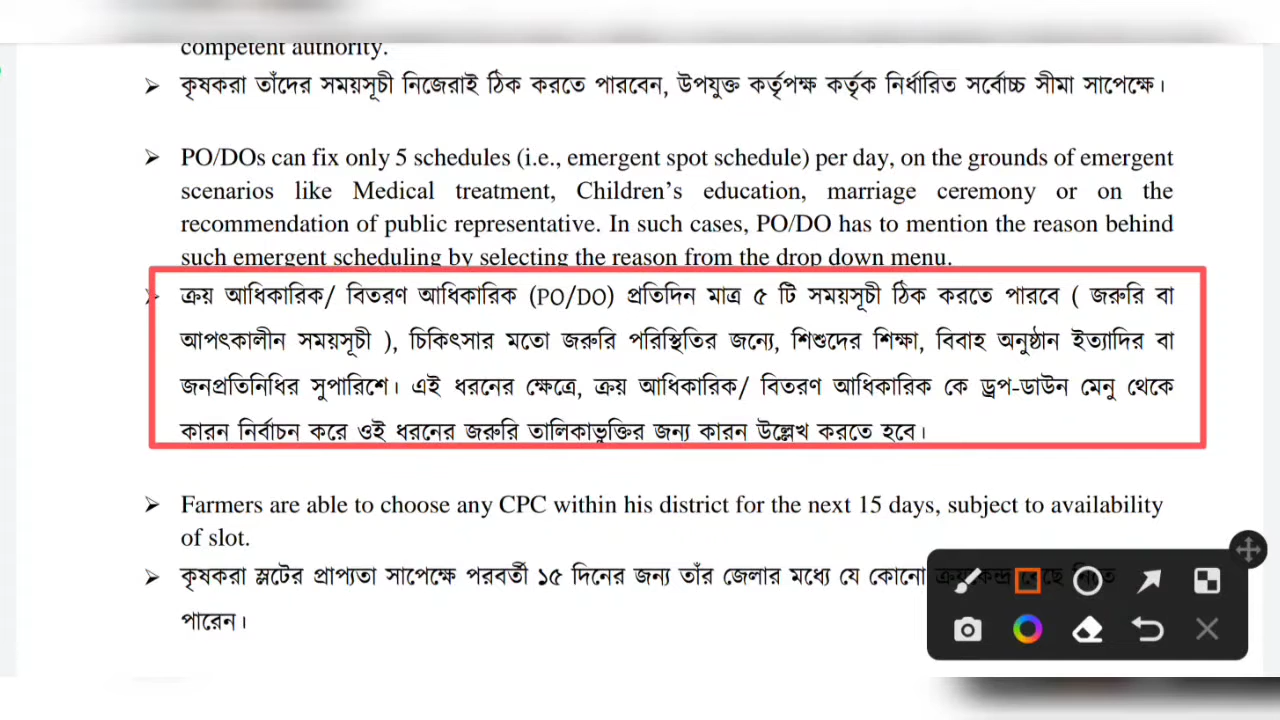 competent authority.
➢ কৃষকরা তাঁদের সময়সূচী নিজেরাই ঠিক করতে পারবেন, উপযুক্ত কর্তৃপক্ষ কর্তৃক নির্ধারিত সর্বোচ্চ সীমা সাপেক্ষে।
➢ PO/DOs can fix only 5 schedules (i.e., emergent spot schedule) per day, on the grounds of emergent
scenarios like Medical treatment, Children’s education, marriage ceremony or on the
recommendation of public representative. In such cases, PO/DO has to mention the reason behind
such emergent scheduling by selecting the reason from the drop down menu.
➢ ক্রয় আধিকারিক/ বিতরণ আধিকারিক (PO/DO) প্রতিদিন মাত্র ৫ টি সময়সূচী ঠিক করতে পারবে ( জরুরি বা
আপৎকালীন সময়সূচী ), চিকিৎসার মতো জরুরি পরিস্থিতির জন্যে, শিশুদের শিক্ষা, বিবাহ অনুষ্ঠান ইত্যাদির বা
জনপ্রতিনিধির সুপারিশে। এই ধরনের ক্ষেত্রে, ক্রয় আধিকারিক/ বিতরণ আধিকারিক কে ড্রপ-ডাউন মেনু থেকে
কারন নির্বাচন করে ওই ধরনের জরুরি তালিকাভুক্তির জন্য কারন উল্লেখ করতে হবে।
➢ Farmers are able to choose any CPC within his district for the next 15 days, subject to availability
of slot.
➢ কৃষকরা স্লটের প্রাপ্যতা সাপেক্ষে পরবর্তী ১৫ দিনের জন্য তাঁর জেলার মধ্যে যে কোনো
পারেন।